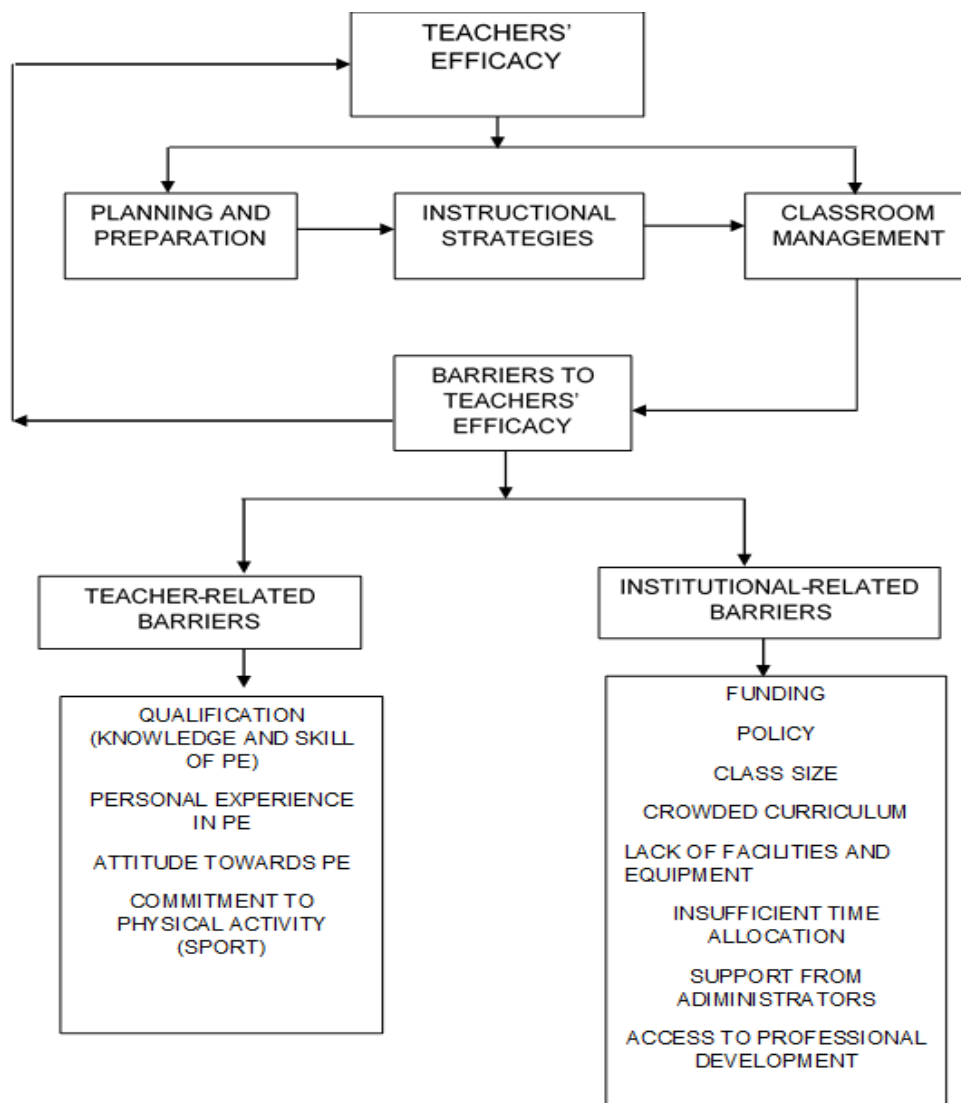 TEACHERS'
EFFICACY
PLANNING AND
PREPARATION
INSTRUCTIONAL
STRATEGIES
CLASSROOM
MANAGEMENT
BARRIERS TO
TEACHERS'
EFFICACY
TEACHER-RELATED
BARRIERS
INSTITUTIONAL-RELATED
BARRIERS
QUALIFICATION
(KNOWLEDGE AND SKILL
OF PE)
PERSONAL EXPERIENCE
IN PE
ATTITUDE TOWARDS PE
COMMITMENT TO
PHYSICAL ACTIVITY
(SPORT)
FUNDING
POLICY
CLASS SIZE
CROWDED CURRICULUM
LACK OF FACILITIES AND
EQUIPMENT
INSUFFICIENT TIME
ALLOCATION
SUPPORT FROM
ADIMINISTRATORS
ACCESS TO PROFESSIONAL
DEVELOPMENT